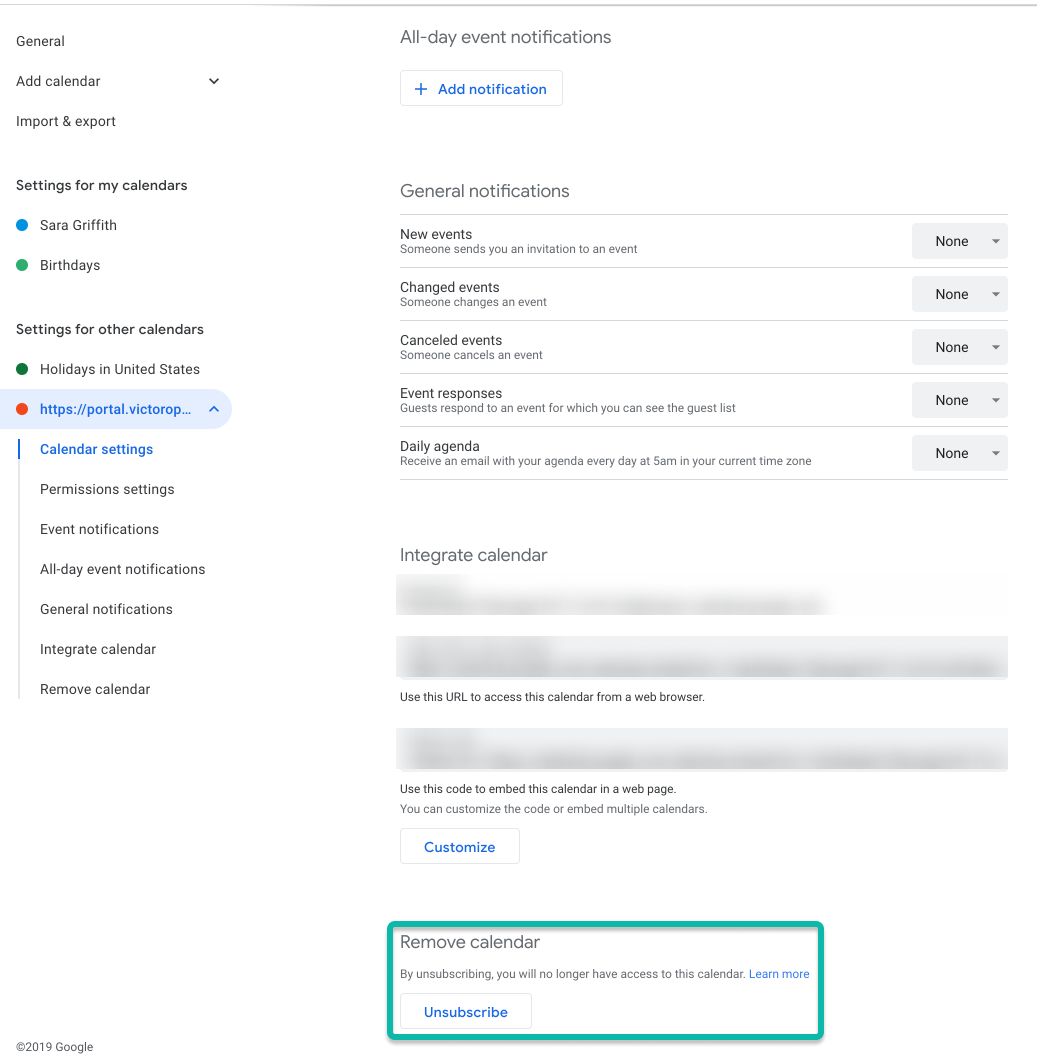 General
Add calendar
Import & export
Settings for my calendars
Sara Griffith
Birthdays
Settings for other calendars
Holidays in United States
https://portal.victorop...
Calendar settings
Permissions settings
Event notifications
All-day event notifications
General notifications
Integrate calendar
Remove calendar
©2019 Google
All-day event notifications
+ Add notification
General notifications
New events
Someone sends you an invitation to an event
None
Changed events
Someone changes an event
None
Canceled events
Someone cancels an event
None
Event responses
Guests respond to an event for which you can see the guest list
None
Daily agenda
Receive an email with your agenda every day at 5am in your current time zone
None
Integrate calendar
Use this URL to access this calendar from a web browser.
Use this code to embed this calendar in a web page.
You can customize the code or embed multiple calendars.
Customize
Remove calendar
By unsubscribing, you will no longer have access to this calendar. Learn more
Unsubscribe